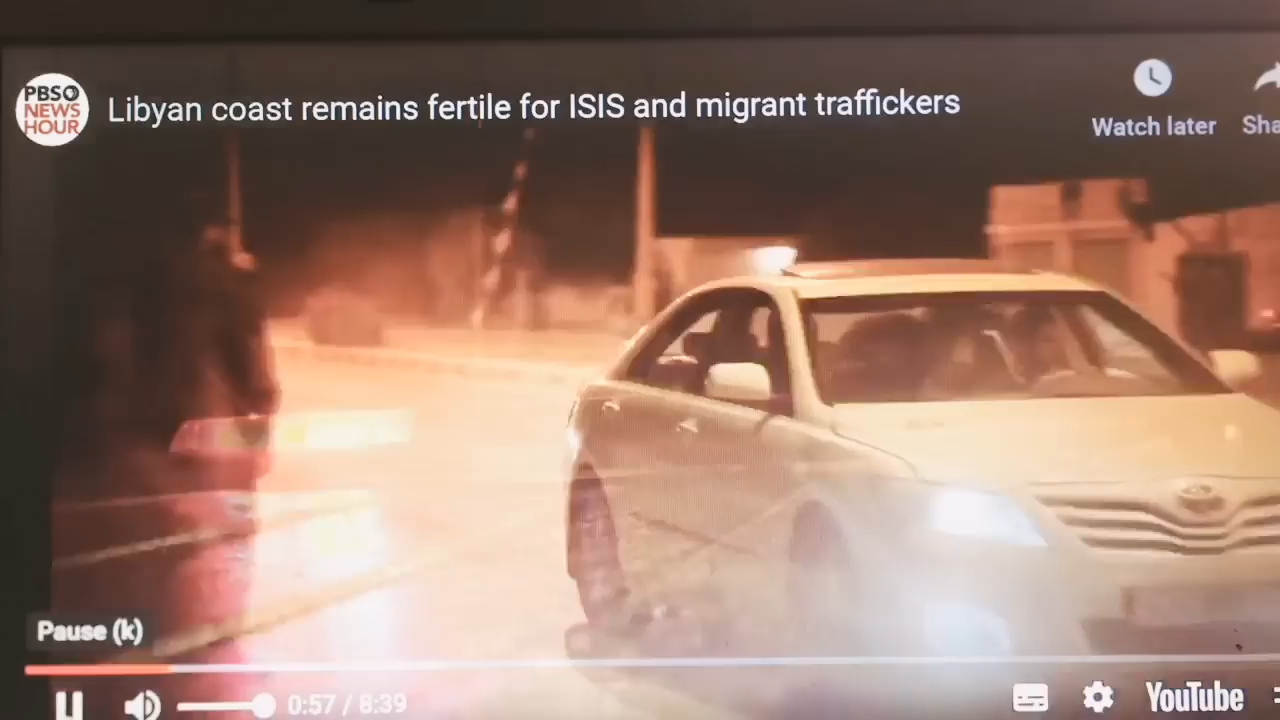 PBS
NEWS
HOUR
Libyan coast remains fertile for ISIS and migrant traffickers
Watch later
Sha
Pause (k)
0:57 / 8:39
YouTube